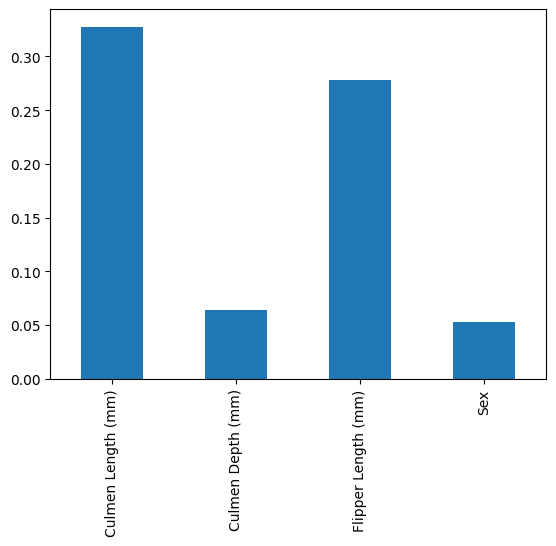 0.30
0.25
0.20
0.15
0.10
0.05
0.00
Culmen Length (mm)
Culmen Depth (mm)
Flipper Length (mm)
Sex